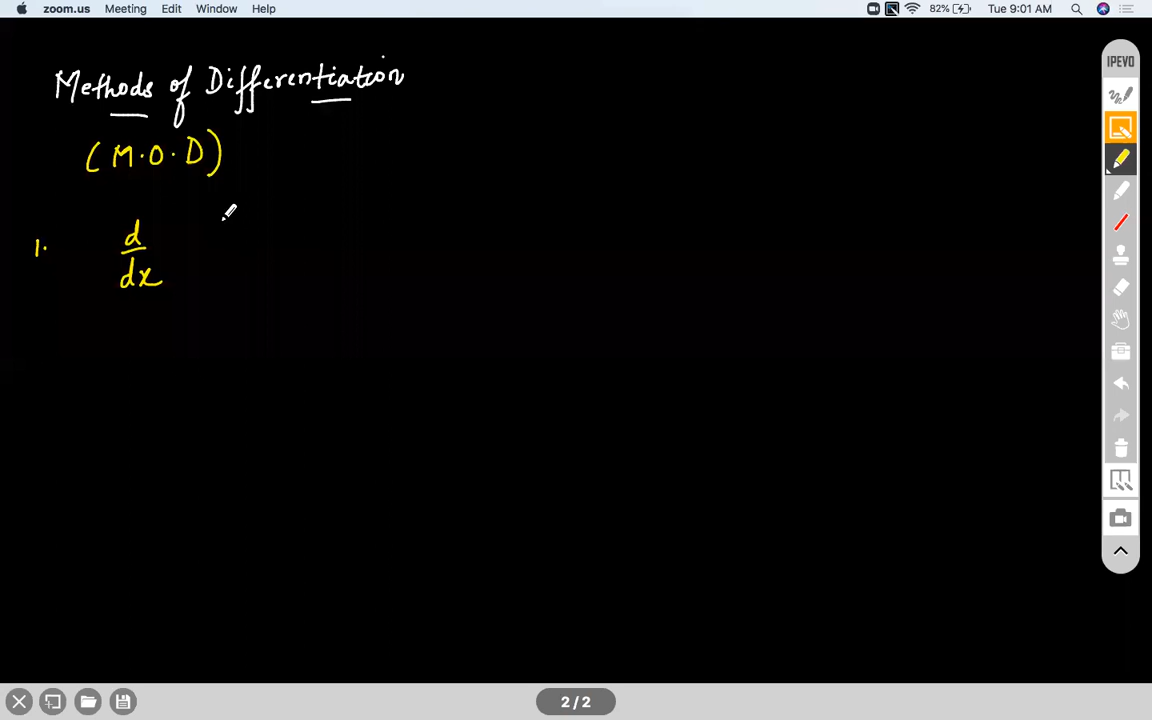 zoom.us Meeting Edit Window Help 82% Tue 9:01 AM
IPEVO
Methods of Differentiation
(M.O.D)
1. d
dx
2/2